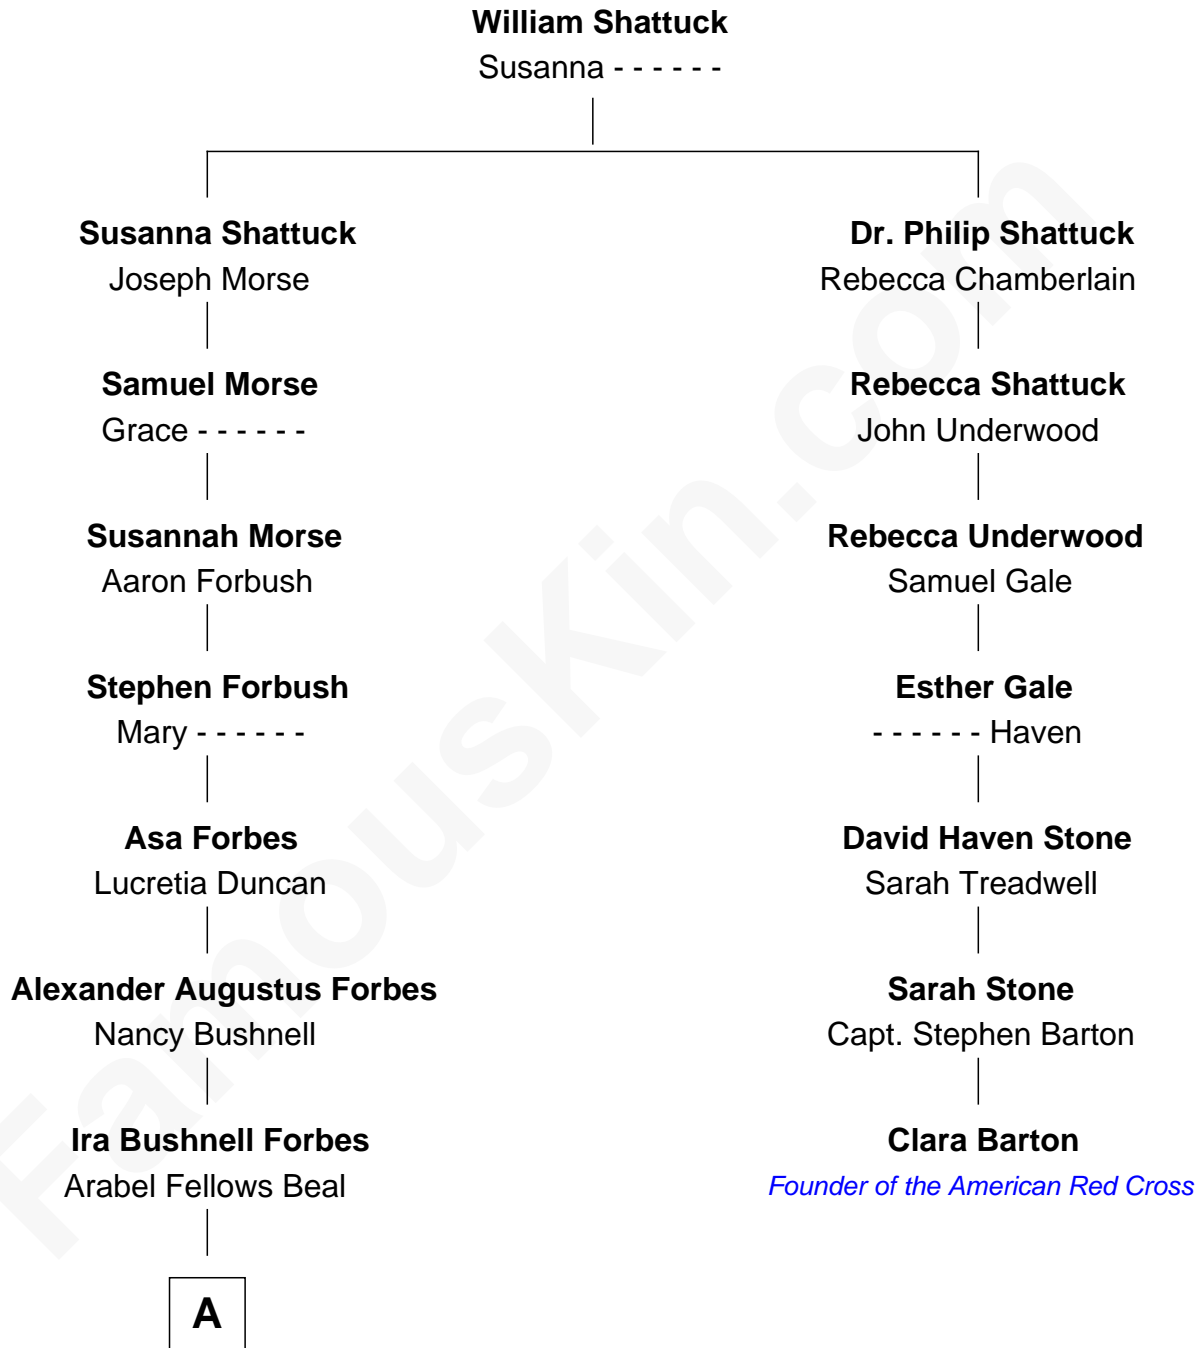 William Shattuck
Susanna - - - - - -
Susanna Shattuck
Joseph Morse
Dr. Philip Shattuck
Rebecca Chamberlain
Samuel Morse
Grace - - - - - -
Rebecca Shattuck
John Underwood
Susannah Morse
Aaron Forbush
Rebecca Underwood
Samuel Gale
Stephen Forbush
Mary - - - - - -
Esther Gale
- - - - - - Haven
Asa Forbes
Lucretia Duncan
David Haven Stone
Sarah Treadwell
Alexander Augustus Forbes
Nancy Bushnell
Sarah Stone
Capt. Stephen Barton
Ira Bushnell Forbes
Arabel Fellows Beal
Clara Barton
Founder of the American Red Cross
A
FamousKin.com